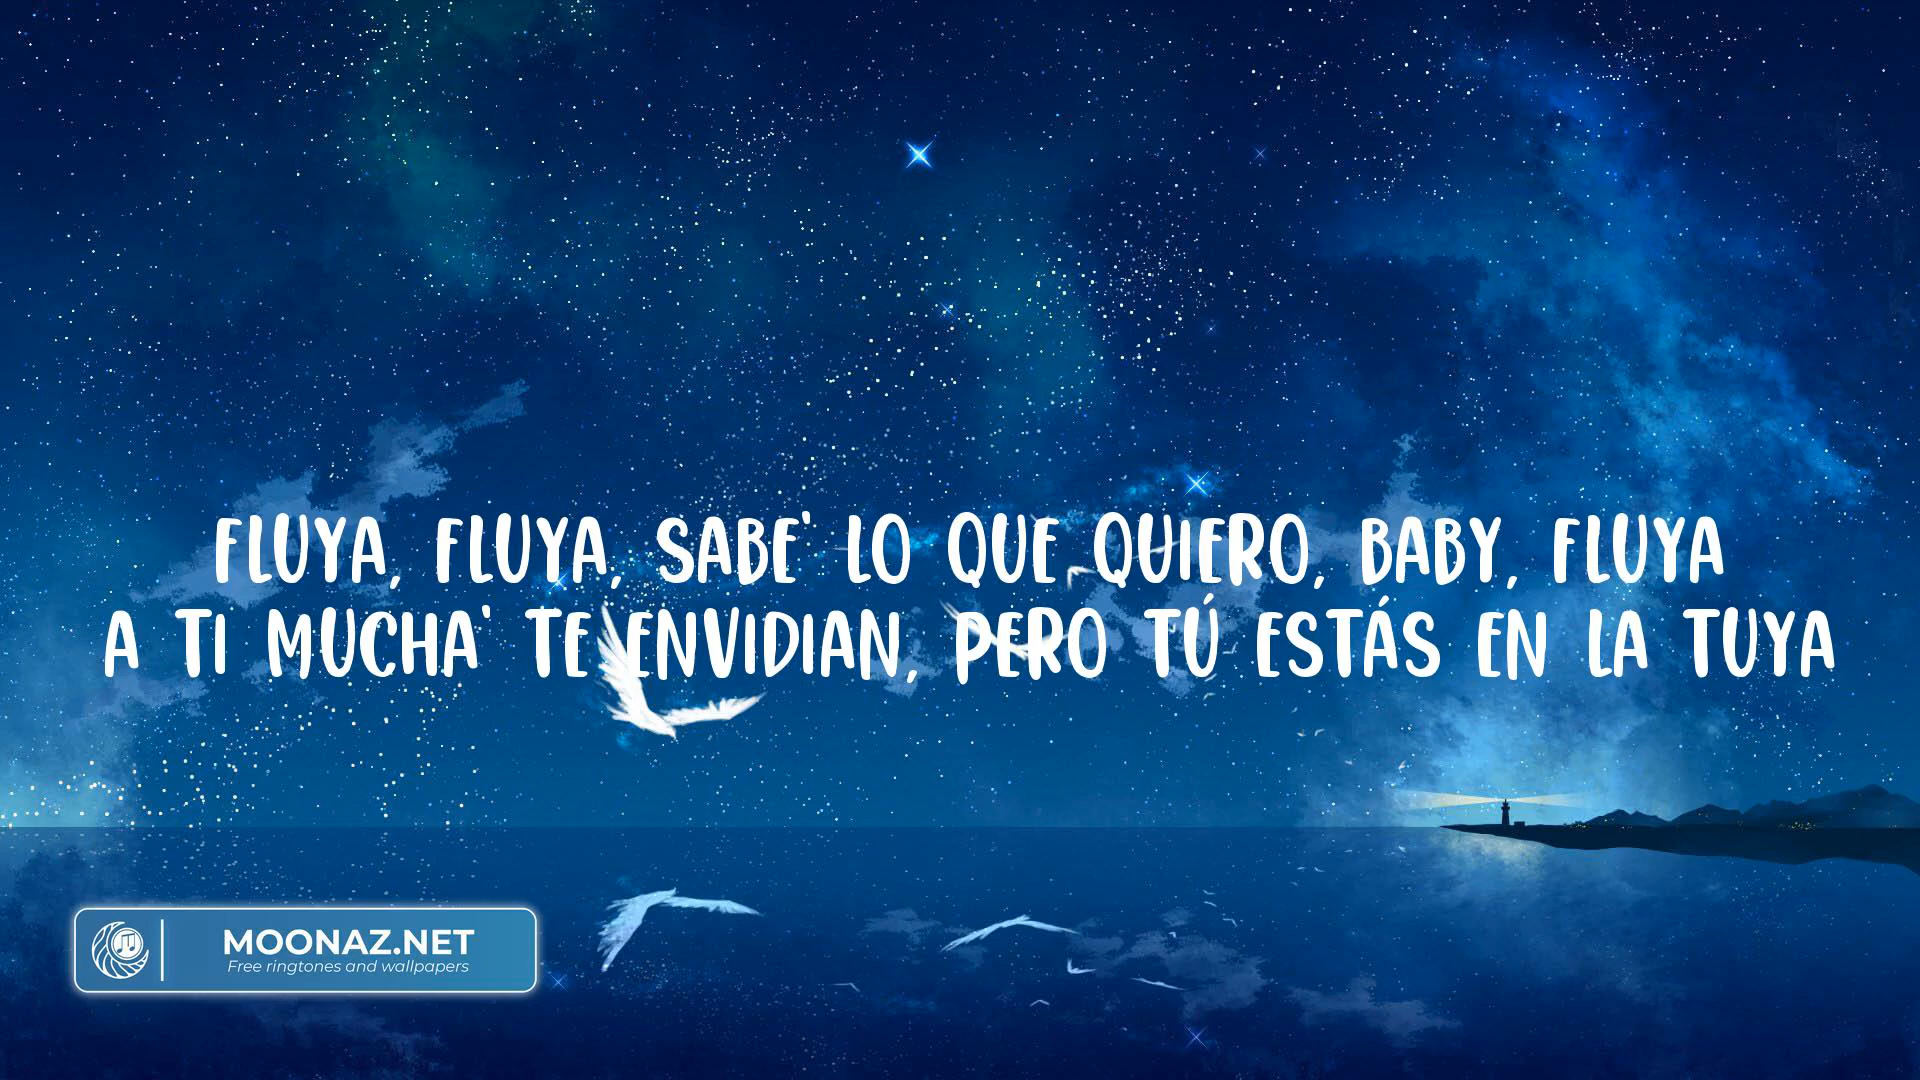 FLUYA, FLUYA, SABE' LO QUE QUIERO, BABY, FLUYA
A TI MUCHA' TE ENVIDIAN, PERO TÚ ESTÁS EN LA TUYA
MOONAZ.NET
Free ringtones and wallpapers